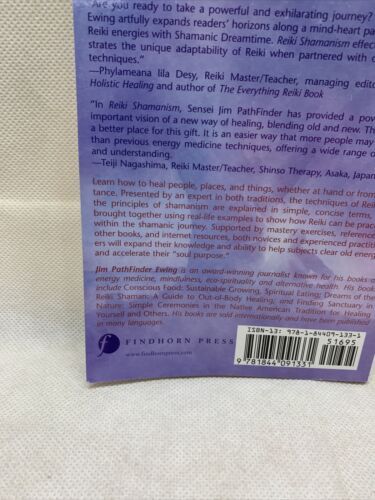 "Are you ready to take a powerful and exhilarating journey?
Ewing artfully expands readers' horizons along a mind-heart pa
Reiki energies with Shamanic Dreamtime. Reiki Shamanism effec
strates the unique adaptability of Reiki when partnered with
techniques."
—Phylameana lila Desy, Reiki Master/Teacher, managing edito
Holistic Healing and author of The Everything Reiki Book
"In Reiki Shamanism, Sensei Jim PathFinder has provided a pow
important vision of a new way of healing, blending old and new. Th
a better place for this gift. It is an easier way that more people may
than previous energy medicine techniques, offering a wide range of
and understanding.
—Teiji Nagashima, Reiki Master/Teacher, Shinso Therapy, Asaka, Japan
Learn how to heal people, places, and things, whether at hand or from
tance. Presented by an expert in both traditions, the techniques of Reiki
the principles of shamanism are explained in simple, concise terms,
brought together using real-life examples to show how Reiki can be practic
within the shamanic journey. Supported by mastery exercises, reference
other books, and internet resources, both novices and experienced practit
ers will expand their knowledge and ability to help subjects clear old energ
and accelerate their "soul purpose."
Jim PathFinder Ewing is an award-winning journalist known for his books o
energy medicine, mindfulness, eco-spirituality and alternative health. His book
include Conscious Food: Sustainable Growing, Spiritual Eating; Dreams of the
Reiki Shaman: A Guide to Out-of-Body Healing; and Finding Sanctuary in
Nature: Simple Ceremonies in the Native American Tradition for Healing
Yourself and Others. His books are sold internationally and have been published
in many languages.
ISBN-13: 978-1-84409-133-1
51695
9 781844 091331
FINDHORN PRESS
www.findhornpress.com